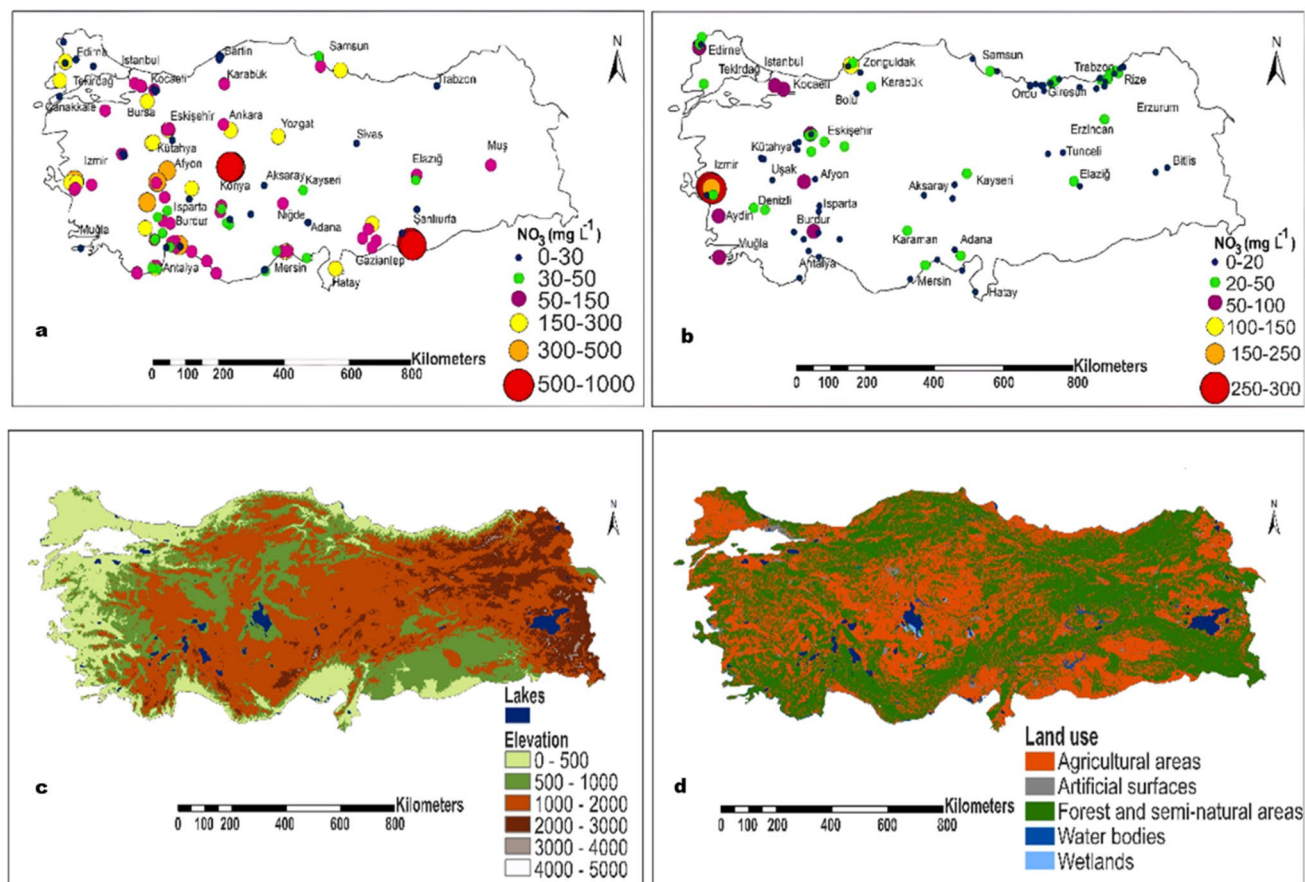 N
Edirne
Bartın
Samsun
Istanbul
Tekirdağ
Kocaeli
Karabük
Trabzon
Çanakkale
Bursa
Eskişehir
Ankara
Yozgat
Sivas
Kütahya
Izmir
Afyon
Elazığ
Muş
Konya
Aksaray
Kayseri
Isparta
Niğde
Burdur
Adana
Şanlıurfa
Muğla
Gaziantep
Antalya
Mersin
Hatay
NO3 (mg L-1)
0-30
30-50
50-150
150-300
300-500
500-1000
a
Kilometers
0 100 200 400 600 800
N
Edirne
Zonguldak
Samsun
Trabzon
Istanbul
Tekirdağ
Kocaeli
Karabük
Rize
Bolu
Ordu
Giresun
Erzurum
Eskişehir
Erzincan
Kütahya
Tunceli
Izmir
Uşak
Afyon
Bitlis
Elazığ
Kayseri
Aksaray
Denizli
Isparta
Aydın
Burdur
Karaman
Adana
Muğla
Antalya
Mersin
Hatay
NO3 (mg L-1)
0-20
20-50
50-100
100-150
150-250
250-300
b
Kilometers
0 100 200 400 600 800
N
Lakes
Elevation
0 - 500
500 - 1000
1000 - 2000
2000 - 3000
3000 - 4000
4000 - 5000
c
Kilometers
0 100 200 400 600 800
N
Land use
Agricultural areas
Artificial surfaces
Forest and semi-natural areas
Water bodies
Wetlands
d
Kilometers
0 100 200 400 600 800